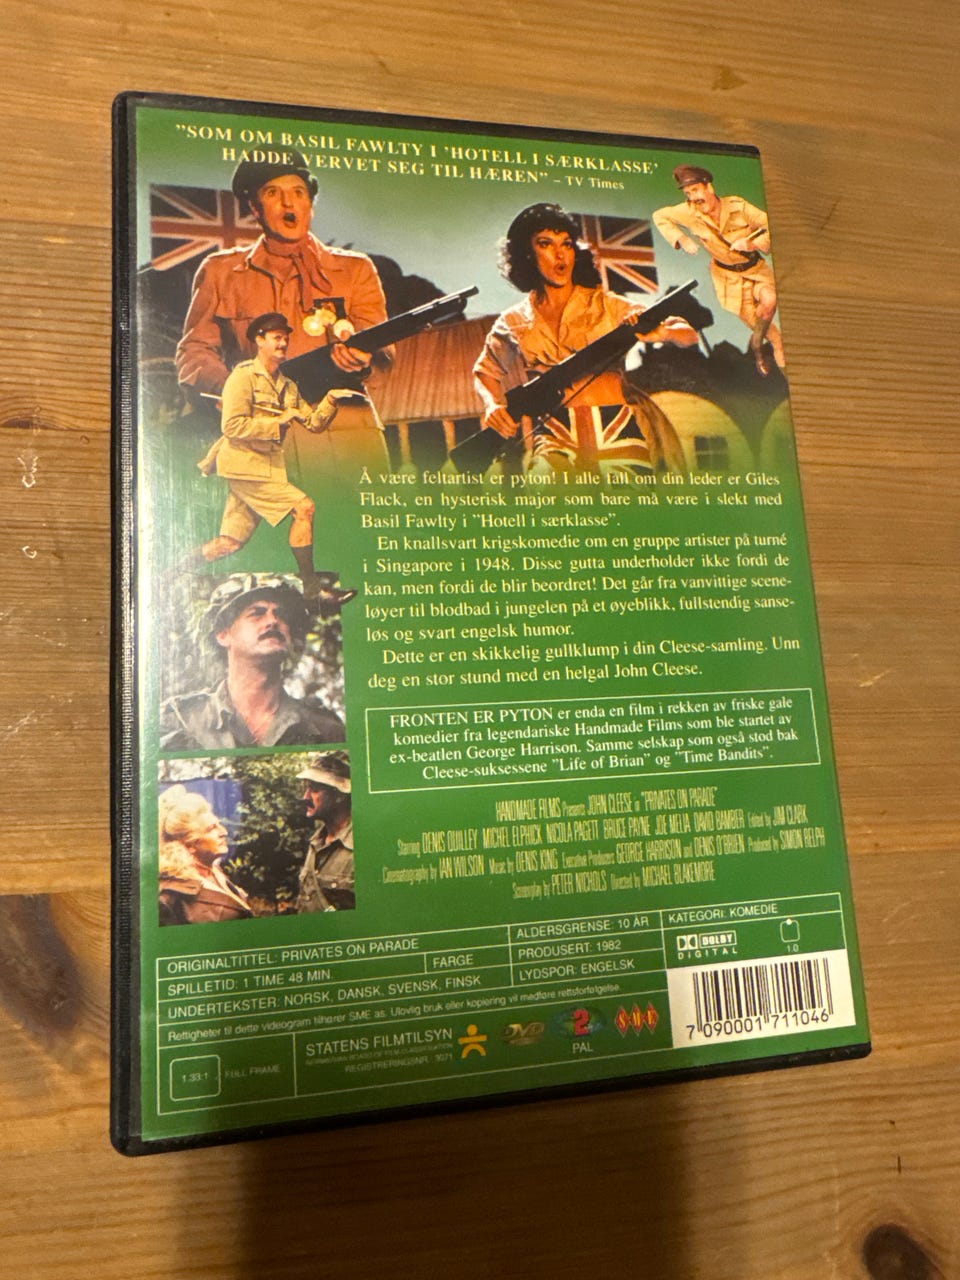 "SOM OM BASIL FAWLTY I 'HOTELL I SÆRKLASSE'
HADDE VERVET SEG TIL HÆREN" – TV Times
Å være feltartist er pyton! I alle fall om din leder er Giles
Flack, en hysterisk major som bare må være i slekt med
Basil Fawlty i "Hotell i særklasse".
En knallsvart krigskomedie om en gruppe artister på turné
i Singapore i 1948. Disse gutta underholder ikke fordi de
kan, men fordi de blir beordret! Det går fra vanvittige scene-
løyer til blodbad i jungelen på et øyeblikk, fullstendig sanse-
løs og svart engelsk humor.
Dette er en skikkelig gullklump i din Cleese-samling. Unn
deg en stor stund med en helgal John Cleese.
FRONTEN ER PYTON er enda en film i rekken av friske gale
komedier fra legendariske Handmade Films som ble startet av
ex-beatlen George Harrison. Samme selskap som også stod bak
Cleese-suksessene "Life of Brian" og "Time Bandits".
HANDMADE FILMS Presents JOHN CLEESE in "PRIVATES ON PARADE"
Starring DENIS QUILLEY MICHEL ELPHICK NICOLA PAGETT BRUCE PAYNE JOE MELIA DAVID BAMBER Edited by JIM CLARK
Cinematography by IAN WILSON Music by DENIS KING Executive Producers GEORGE HARRISON and DENIS O'BRIEN Produced by SIMON RELPH
Screenplay by PETER NICHOLS Directed by MICHAEL BLAKEMORE
ORIGINALTITTEL: PRIVATES ON PARADE
ALDERSGRENSE: 10 ÅR
KATEGORI: KOMEDIE
SPILLETID: 1 TIME 48 MIN.
FARGE
PRODUSERT: 1982
UNDERTEKSTER: NORSK, DANSK, SVENSK, FINSK
LYDSPOR: ENGELSK
DOLBY
DIGITAL
1.0
Rettigheter til dette videogram tilhører SME as. Ulovlig bruk eller kopiering vil medføre rettsforfølgelse.
1.33:1
FULL FRAME
STATENS FILMTILSYN
NORWEGIAN BOARD OF FILM CLASSIFICATION
REGISTRERINGSNR.: 3071
DVD
2
PAL
SME
7 090001 711046